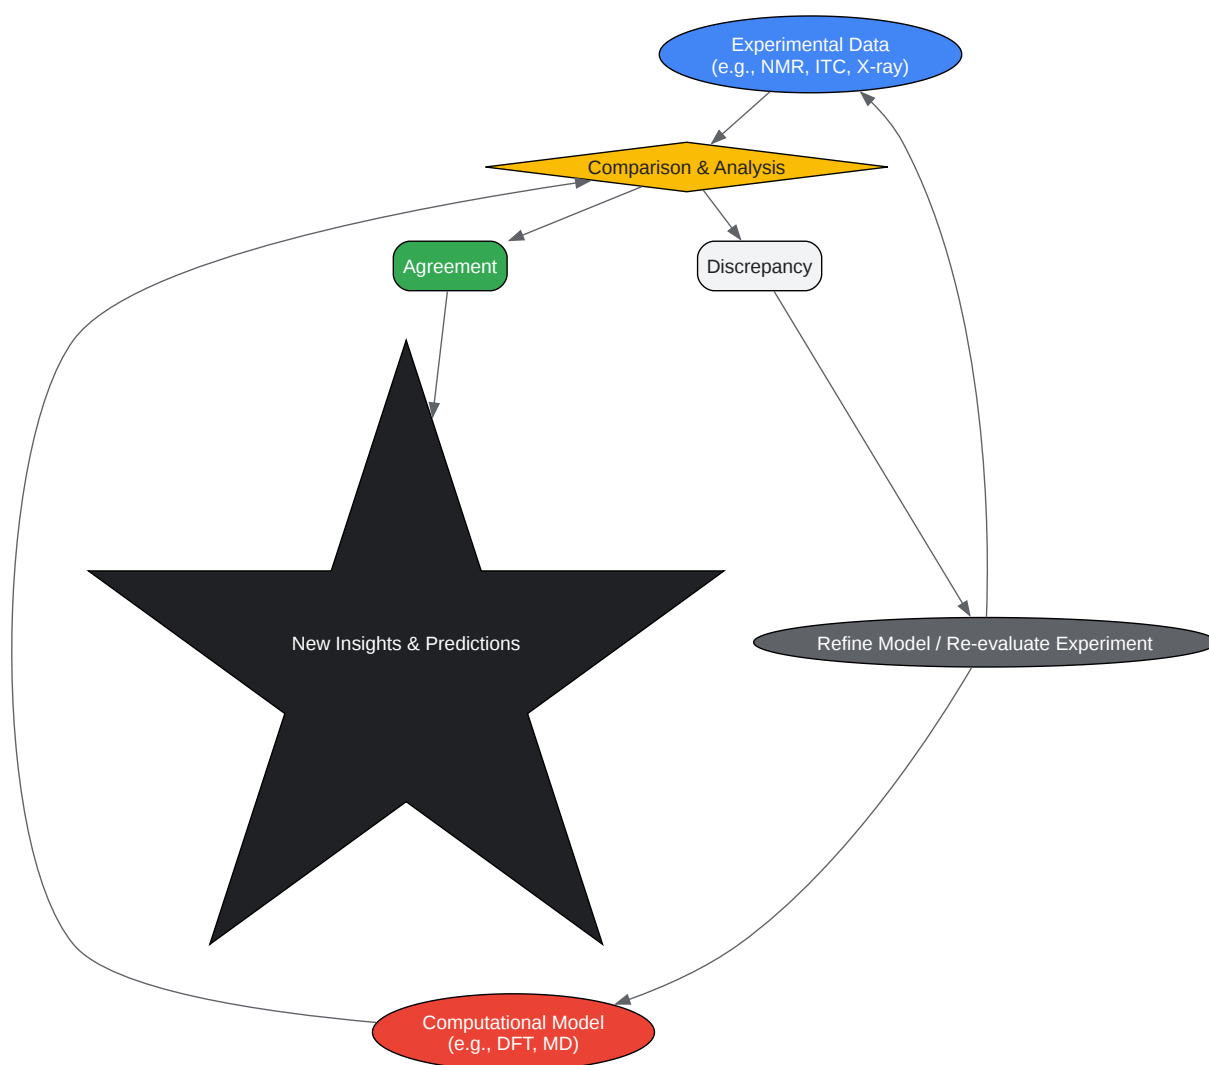 Experimental Data
(e.g., NMR, ITC, X-ray)
Comparison & Analysis
Agreement
Discrepancy
New Insights & Predictions
Refine Model / Re-evaluate Experiment
Computational Model
(e.g., DFT, MD)